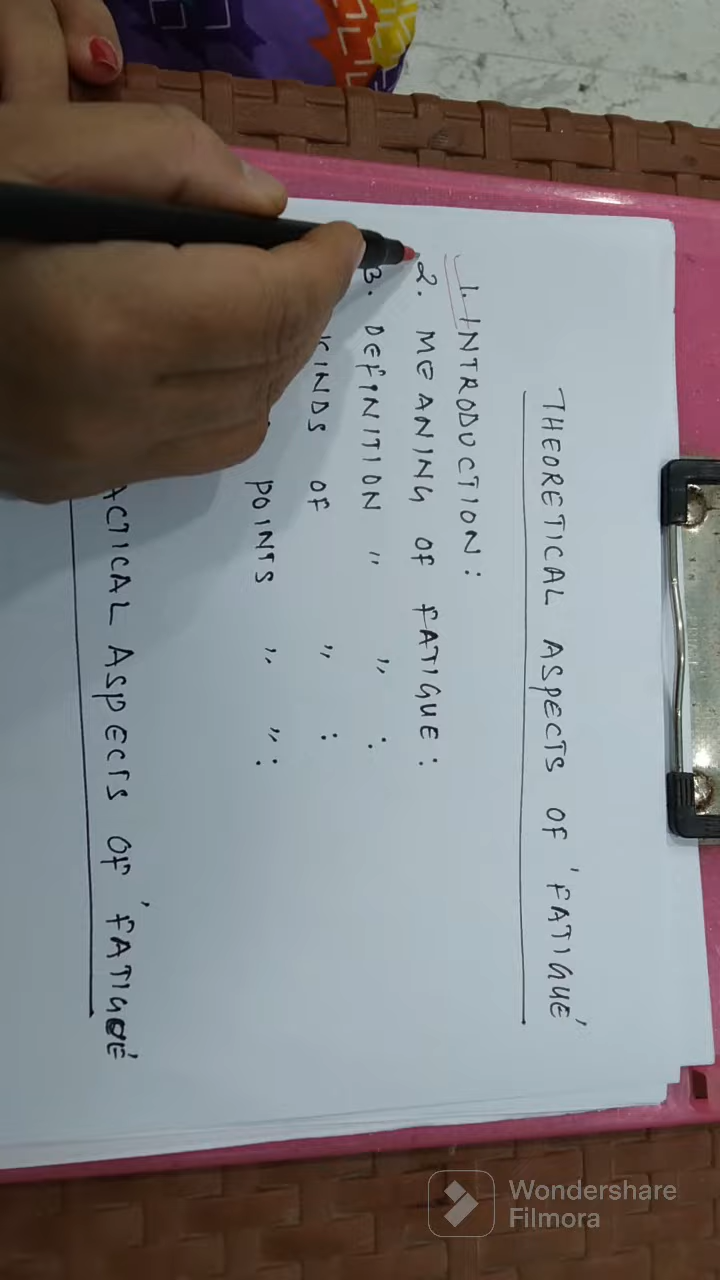 THEORETICAL ASPECTS OF 'FATIGUE'
1. INTRODUCTION:
2. MEANING OF FATIGUE:
3. DEFINITION " " :
KINDS OF " :
POINTS " " :
ACTICAL ASPECTS OF 'FATIGUE'
Wondershare
Filmora